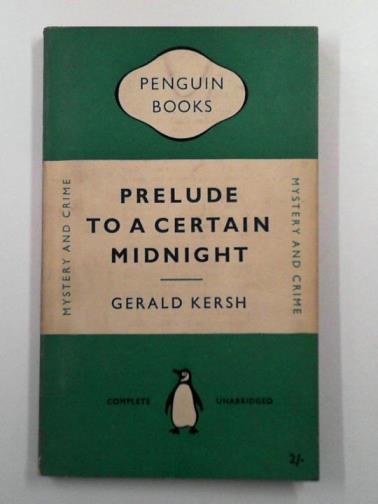 PENGUIN
BOOKS
MYSTERY AND CRIME
PRELUDE
TO A CERTAIN
MIDNIGHT
GERALD KERSH
MYSTERY AND CRIME
COMPLETE UNABRIDGED
2/-